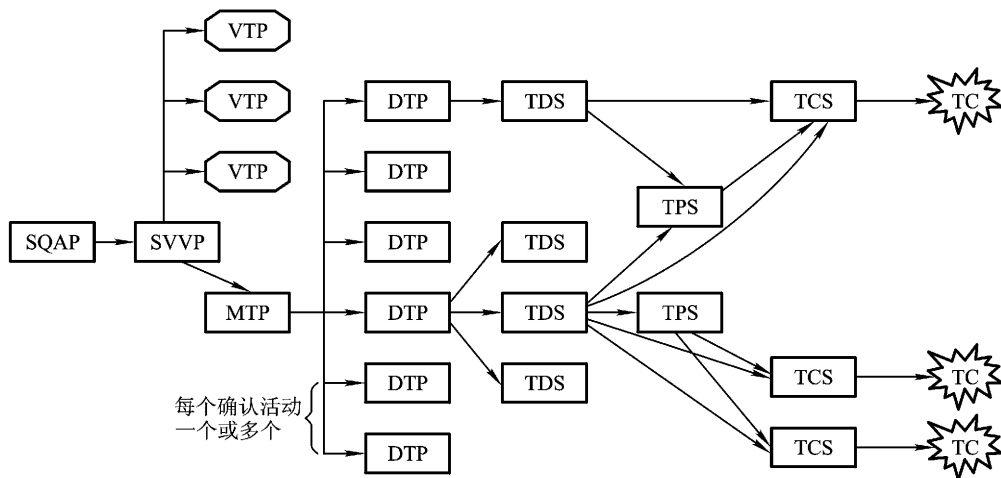 VTP
VTP
VTP
DTP TDS TCS TC
DTP
TPS
SQAP SVVP DTP TDS
MTP DTP TDS TPS
DTP TDS TCS TC
每个确认活动
一个或多个
DTP TCS TC